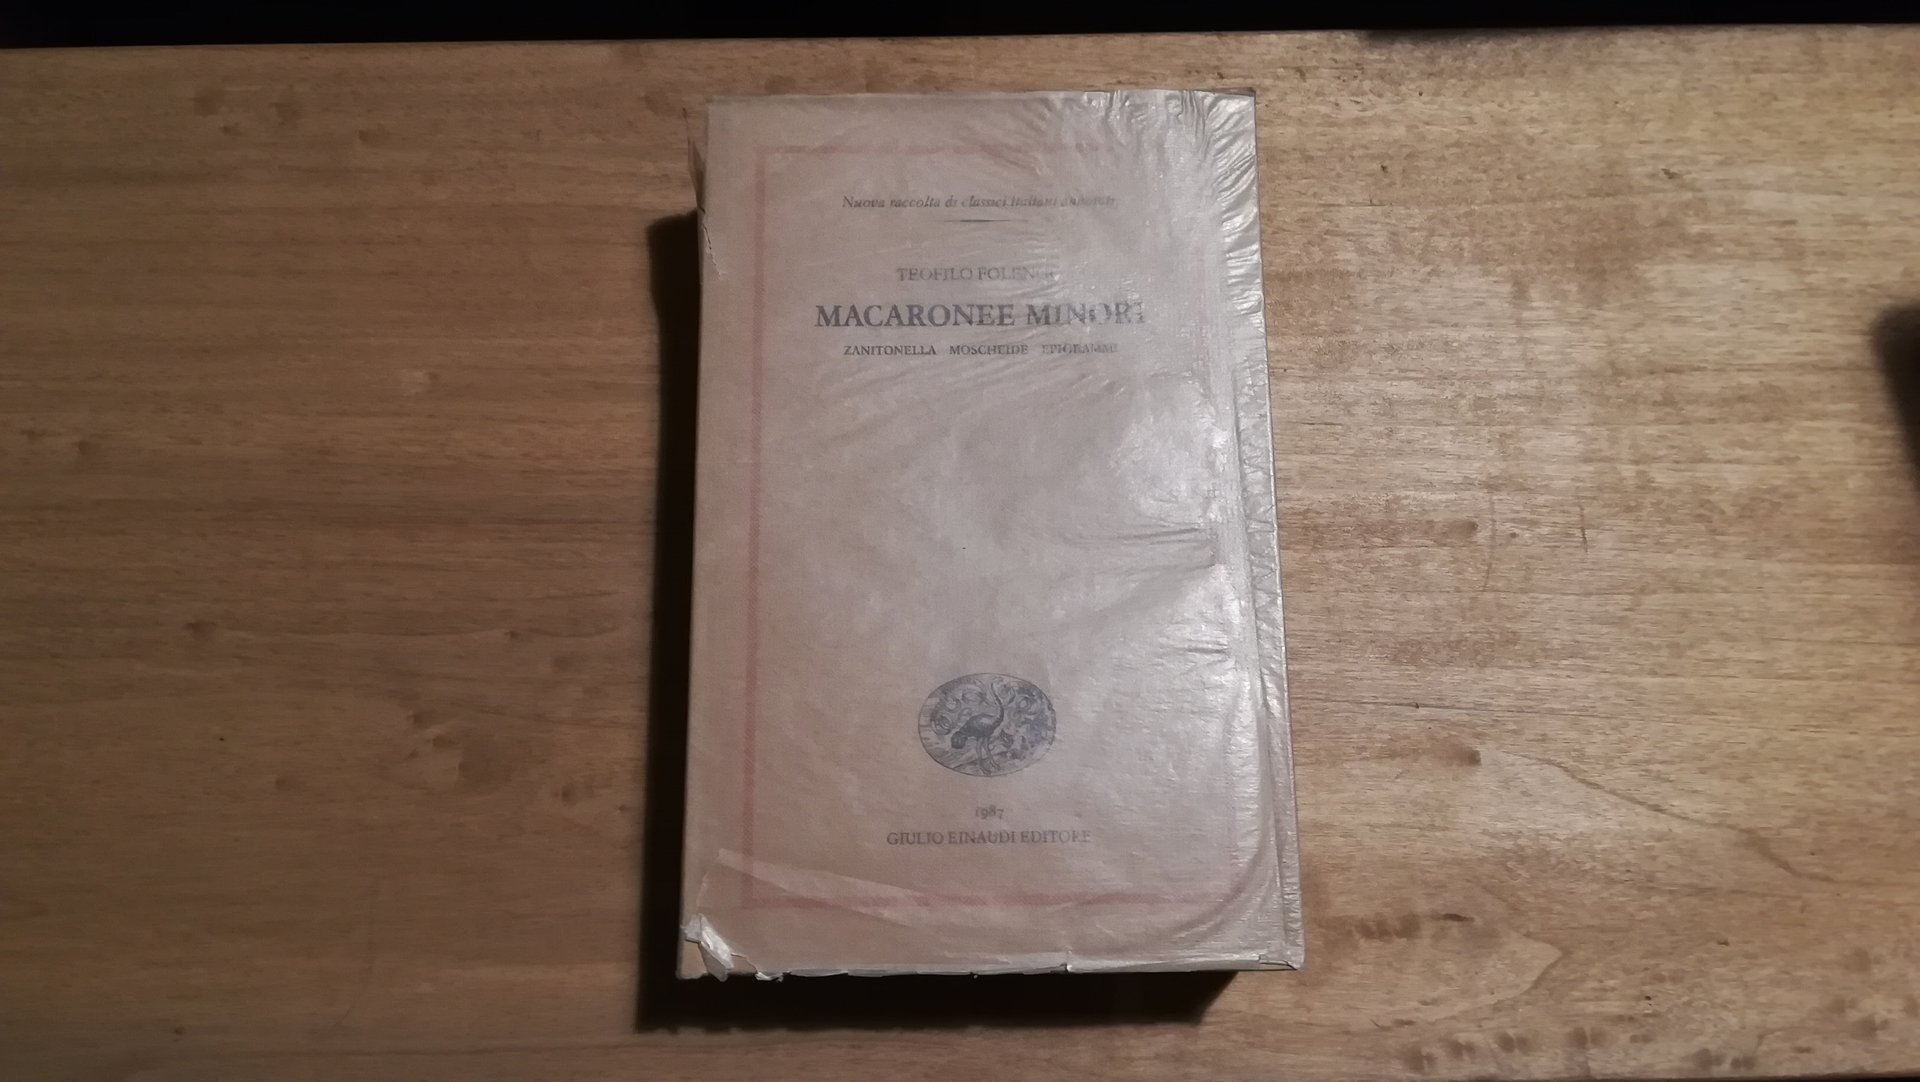 Nuova raccolta di classici italiani annotati
TEOFILO FOLENGO
MACARONEE MINORI
ZANITONELLA MOSCHEIDE EPIGRAMMI
1987
GIULIO EINAUDI EDITORE